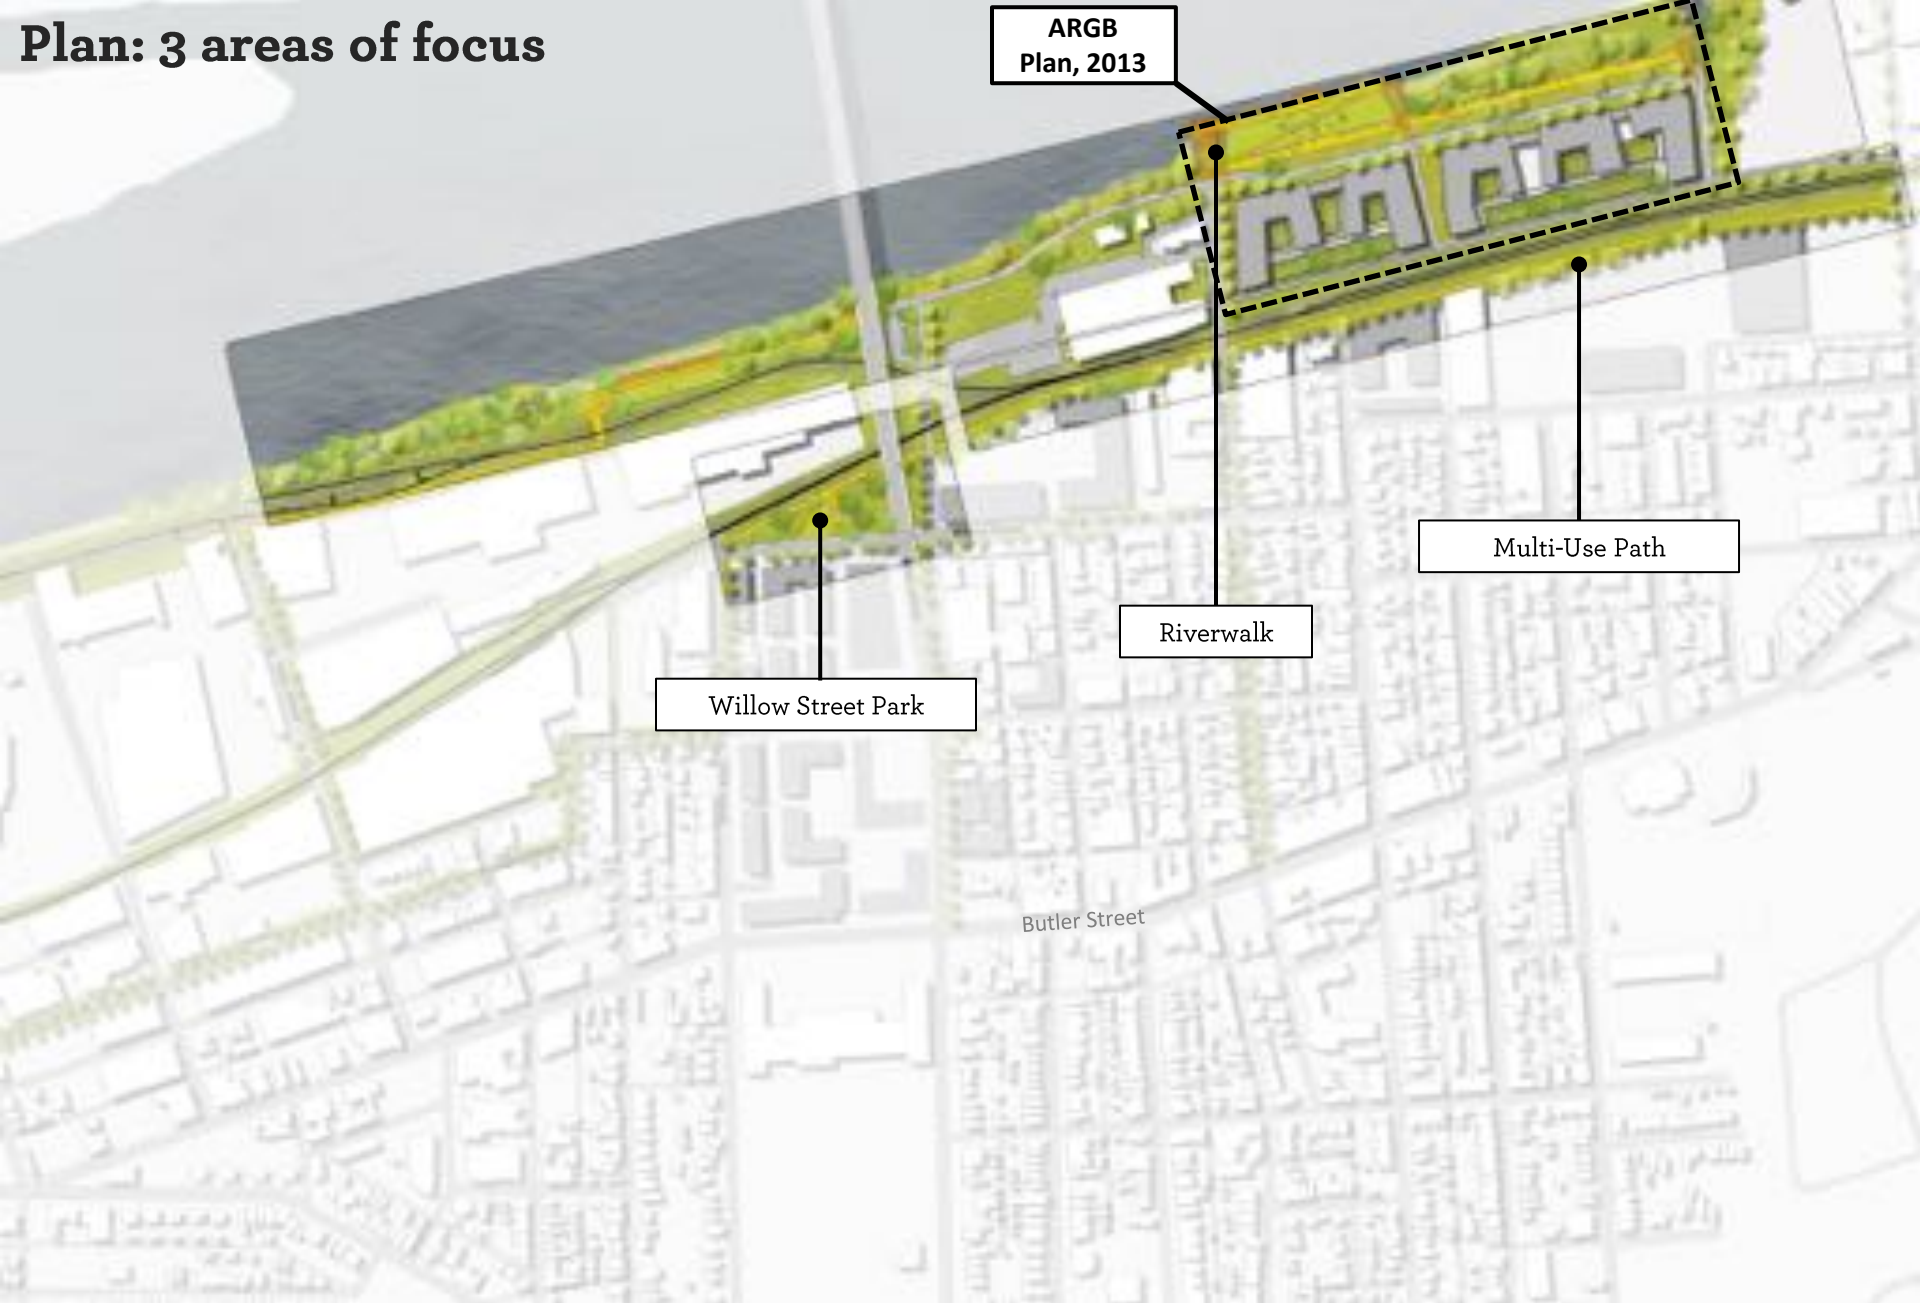 Plan: 3 areas of focus
ARGB
Plan, 2013
Multi-Use Path
Riverwalk
Willow Street Park
Butler Street